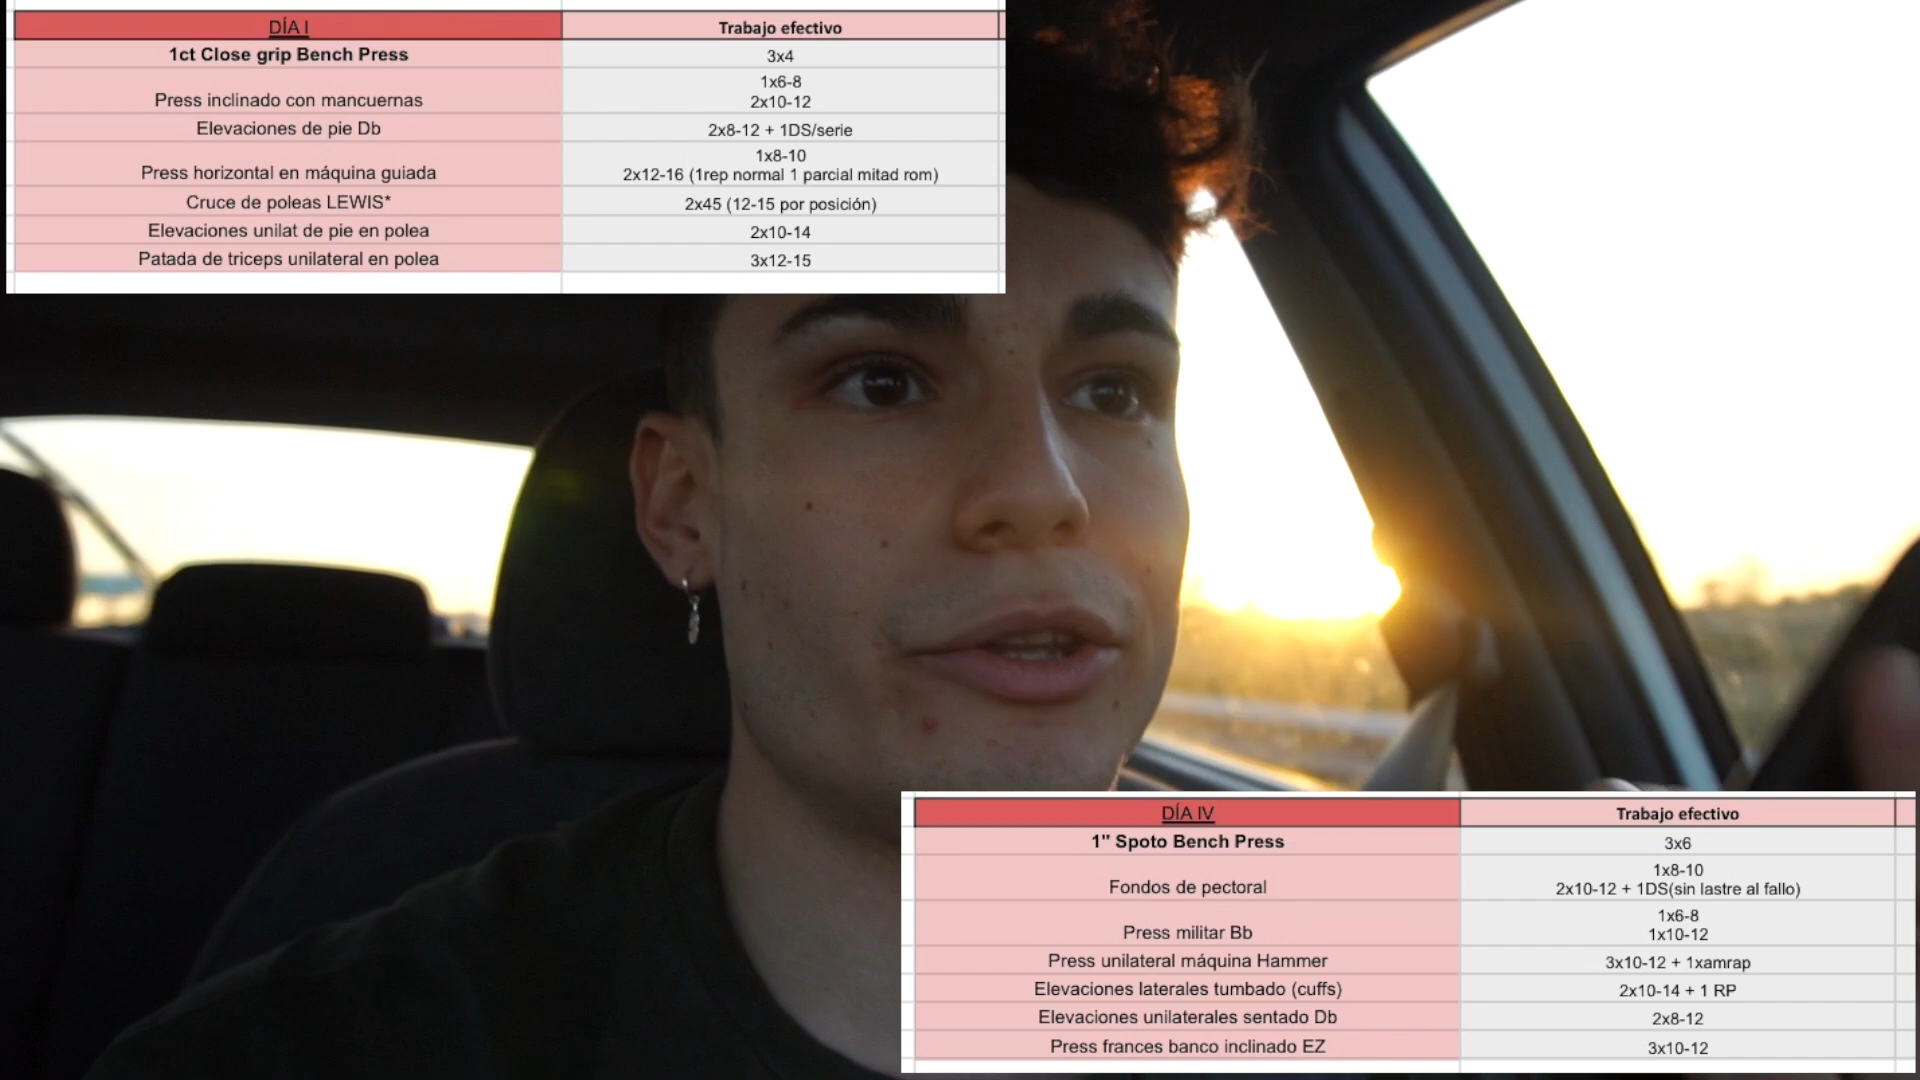 DÍA I
Trabajo efectivo
1ct Close grip Bench Press
3x4
Press inclinado con mancuernas
1x6-8
2x10-12
Elevaciones de pie Db
2x8-12 + 1DS/serie
Press horizontal en máquina guiada
1x8-10
2x12-16 (1rep normal 1 parcial mitad rom)
Cruce de poleas LEWIS*
2x45 (12-15 por posición)
Elevaciones unilat de pie en polea
2x10-14
Patada de triceps unilateral en polea
3x12-15
DÍA IV
Trabajo efectivo
1" Spoto Bench Press
3x6
Fondos de pectoral
1x8-10
2x10-12 + 1DS(sin lastre al fallo)
Press militar Bb
1x6-8
1x10-12
Press unilateral máquina Hammer
3x10-12 + 1xamrap
Elevaciones laterales tumbado (cuffs)
2x10-14 + 1 RP
Elevaciones unilaterales sentado Db
2x8-12
Press frances banco inclinado EZ
3x10-12